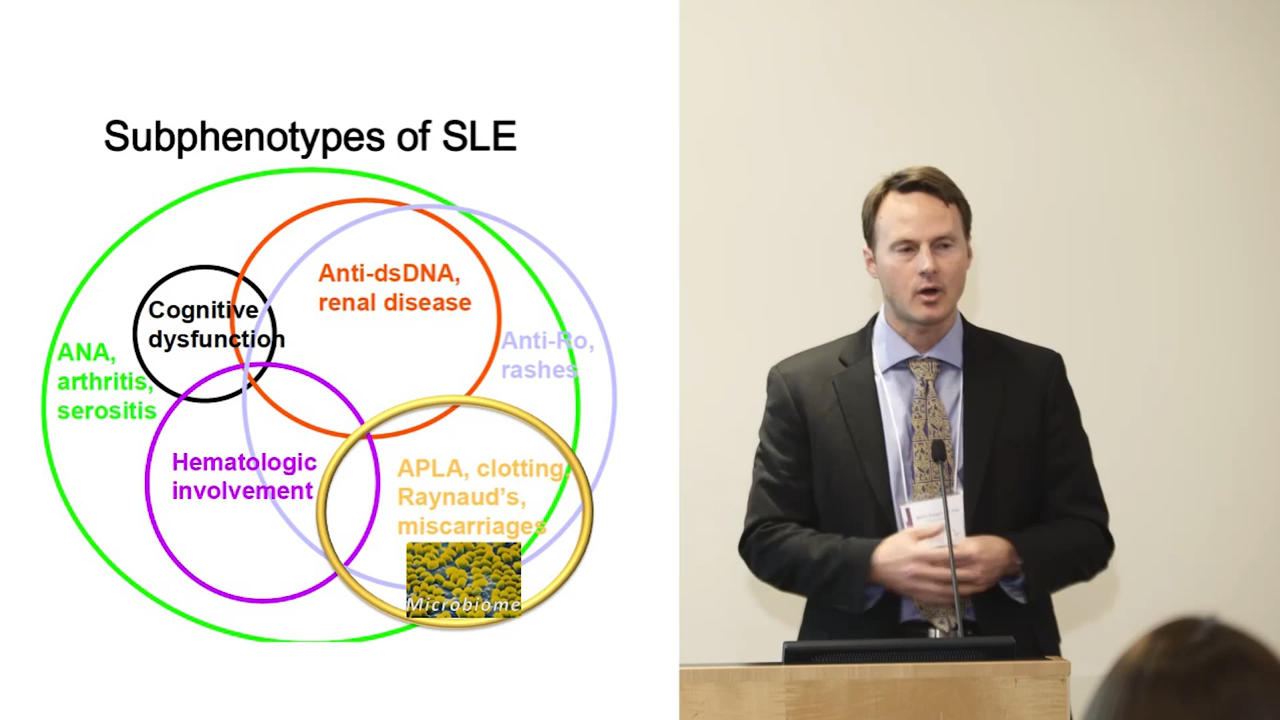 Subphenotypes of SLE
Anti-dsDNA,
renal disease
Cognitive
dysfunction
Anti-Ro,
rashes
ANA,
arthritis,
serositis
Hematologic
involvement
APLA, clotting,
Raynaud’s,
miscarriages
Microbiome